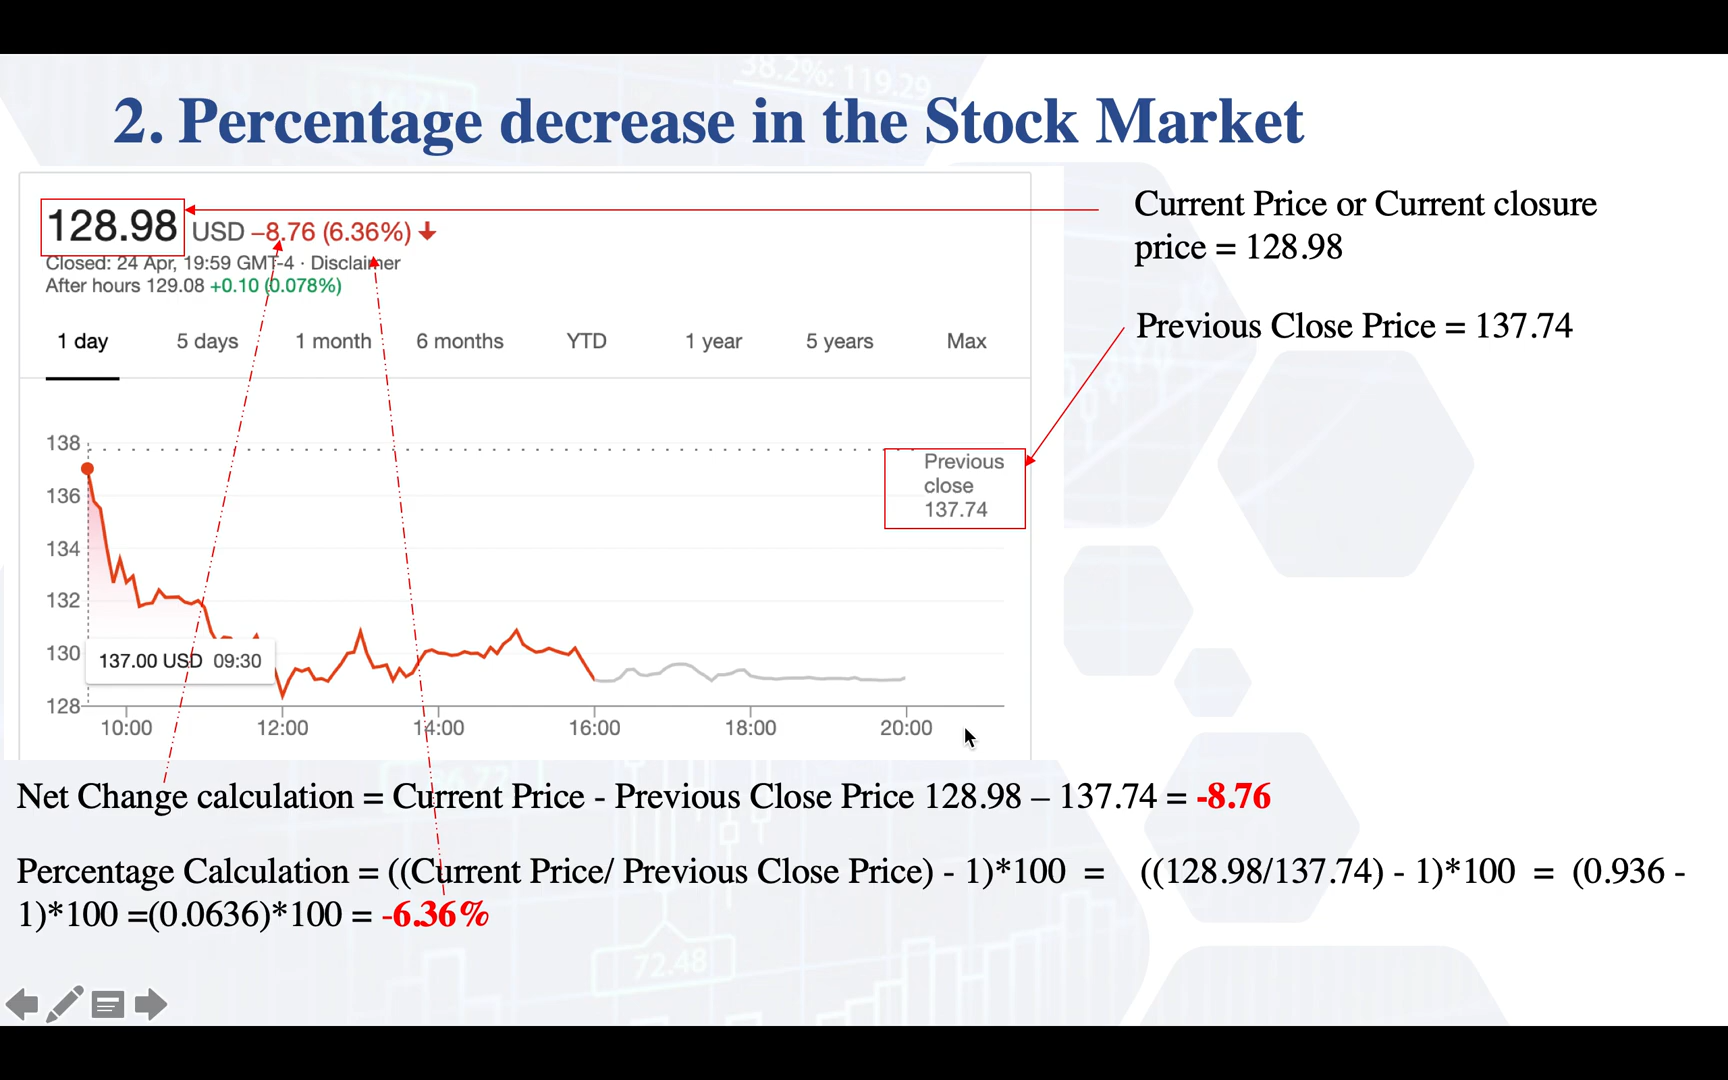 38.2%: 119.29
2. Percentage decrease in the Stock Market
128.98 USD −8.76 (6.36%)
Closed: 24 Apr, 19:59 GMT-4 · Disclaimer
After hours 129.08 +0.10 (0.078%)
1 day 5 days 1 month 6 months YTD 1 year 5 years Max
Current Price or Current closure
price = 128.98
Previous Close Price = 137.74
138
136
134
132
130
128
Previous
close
137.74
137.00 USD 09:30
10:00 12:00 14:00 16:00 18:00 20:00
Net Change calculation = Current Price - Previous Close Price 128.98 – 137.74 = -8.76
Percentage Calculation = ((Current Price/ Previous Close Price) - 1)*100 = ((128.98/137.74) - 1)*100 = (0.936 -
1)*100 =(0.0636)*100 = -6.36%
72.48